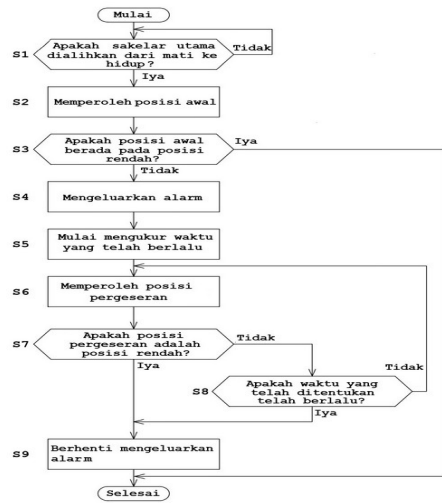 Mulai
S1
Apakah sakelar utama
dialihkan dari mati ke
hidup?
Tidak
Iya
S2
Memperoleh posisi awal
S3
Apakah posisi awal
berada pada posisi
rendah?
Iya
Tidak
S4
Mengeluarkan alarm
S5
Mulai mengukur waktu
yang telah berlalu
S6
Memperoleh posisi
pergeseran
S7
Apakah posisi
pergeseran adalah
posisi rendah?
Tidak
Iya
S8
Apakah waktu yang
telah ditentukan
telah berlalu?
Tidak
Iya
S9
Berhenti mengeluarkan
alarm
Selesai